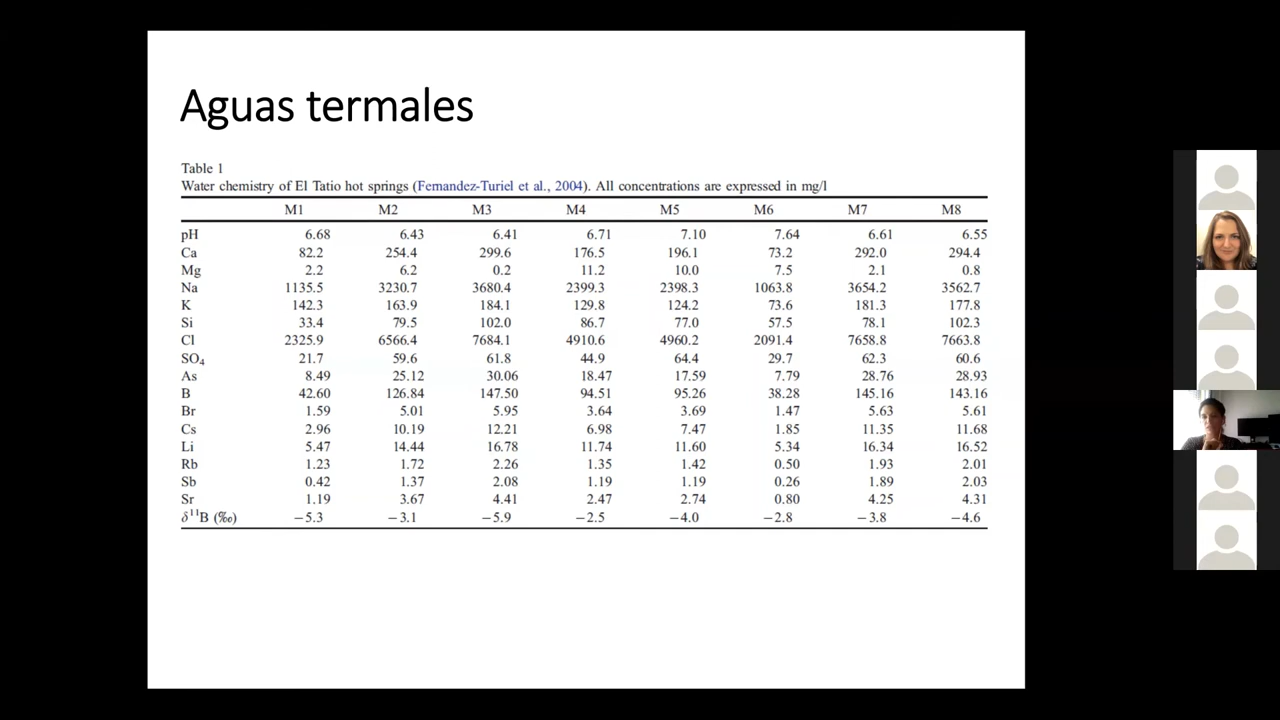 Aguas termales
Table 1
Water chemistry of El Tatio hot springs (Fernandez-Turiel et al., 2004). All concentrations are expressed in mg/l
M1 M2 M3 M4 M5 M6 M7 M8
pH 6.68 6.43 6.41 6.71 7.10 7.64 6.61 6.55
Ca 82.2 254.4 299.6 176.5 196.1 73.2 292.0 294.4
Mg 2.2 6.2 0.2 11.2 10.0 7.5 2.1 0.8
Na 1135.5 3230.7 3680.4 2399.3 2398.3 1063.8 3654.2 3562.7
K 142.3 163.9 184.1 129.8 124.2 73.6 181.3 177.8
Si 33.4 79.5 102.0 86.7 77.0 57.5 78.1 102.3
Cl 2325.9 6566.4 7684.1 4910.6 4960.2 2091.4 7658.8 7663.8
SO₄ 21.7 59.6 61.8 44.9 64.4 29.7 62.3 60.6
As 8.49 25.12 30.06 18.47 17.59 7.79 28.76 28.93
B 42.60 126.84 147.50 94.51 95.26 38.28 145.16 143.16
Br 1.59 5.01 5.95 3.64 3.69 1.47 5.63 5.61
Cs 2.96 10.19 12.21 6.98 7.47 1.85 11.35 11.68
Li 5.47 14.44 16.78 11.74 11.60 5.34 16.34 16.52
Rb 1.23 1.72 2.26 1.35 1.42 0.50 1.93 2.01
Sb 0.42 1.37 2.08 1.19 1.19 0.26 1.89 2.03
Sr 1.19 3.67 4.41 2.47 2.74 0.80 4.25 4.31
δ¹¹B (‰) −5.3 −3.1 −5.9 −2.5 −4.0 −2.8 −3.8 −4.6